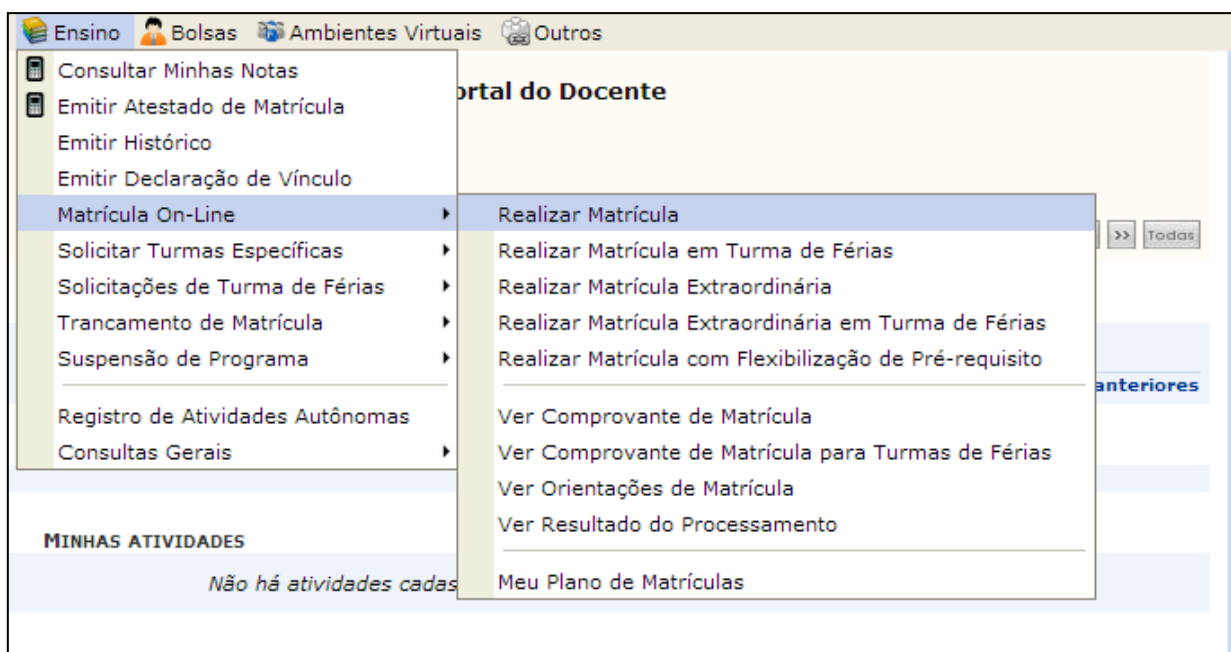 Ensino Bolsas Ambientes Virtuais Outros
Consultar Minhas Notas
Emitir Atestado de Matrícula
Emitir Histórico
Emitir Declaração de Vínculo
Matrícula On-Line
Solicitar Turmas Específicas
Solicitações de Turma de Férias
Trancamento de Matrícula
Suspensão de Programa
Registro de Atividades Autônomas
Consultas Gerais
ortal do Docente
Realizar Matrícula
Realizar Matrícula em Turma de Férias
Realizar Matrícula Extraordinária
Realizar Matrícula Extraordinária em Turma de Férias
Realizar Matrícula com Flexibilização de Pré-requisito
Ver Comprovante de Matrícula
Ver Comprovante de Matrícula para Turmas de Férias
Ver Orientações de Matrícula
Ver Resultado do Processamento
Meu Plano de Matrículas
>> Todas
anteriores
MINHAS ATIVIDADES
Não há atividades cadas